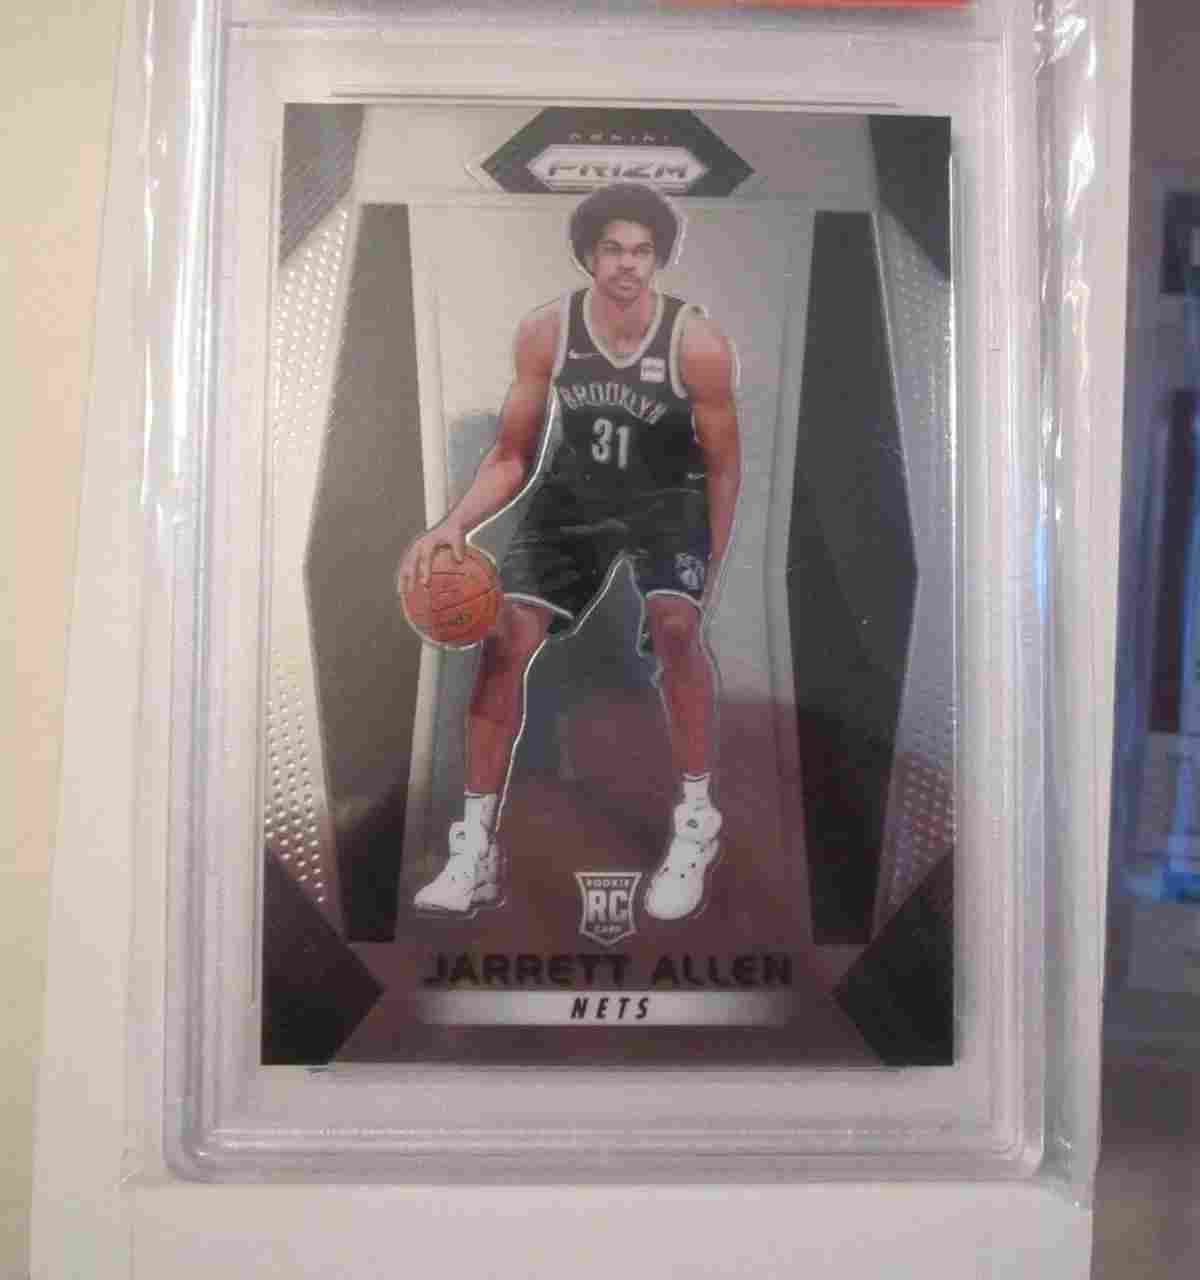 PANINI
PRIZM
BROOKLYN
31
ROOKIE
RC
CARD
JARRETT ALLEN
NETS